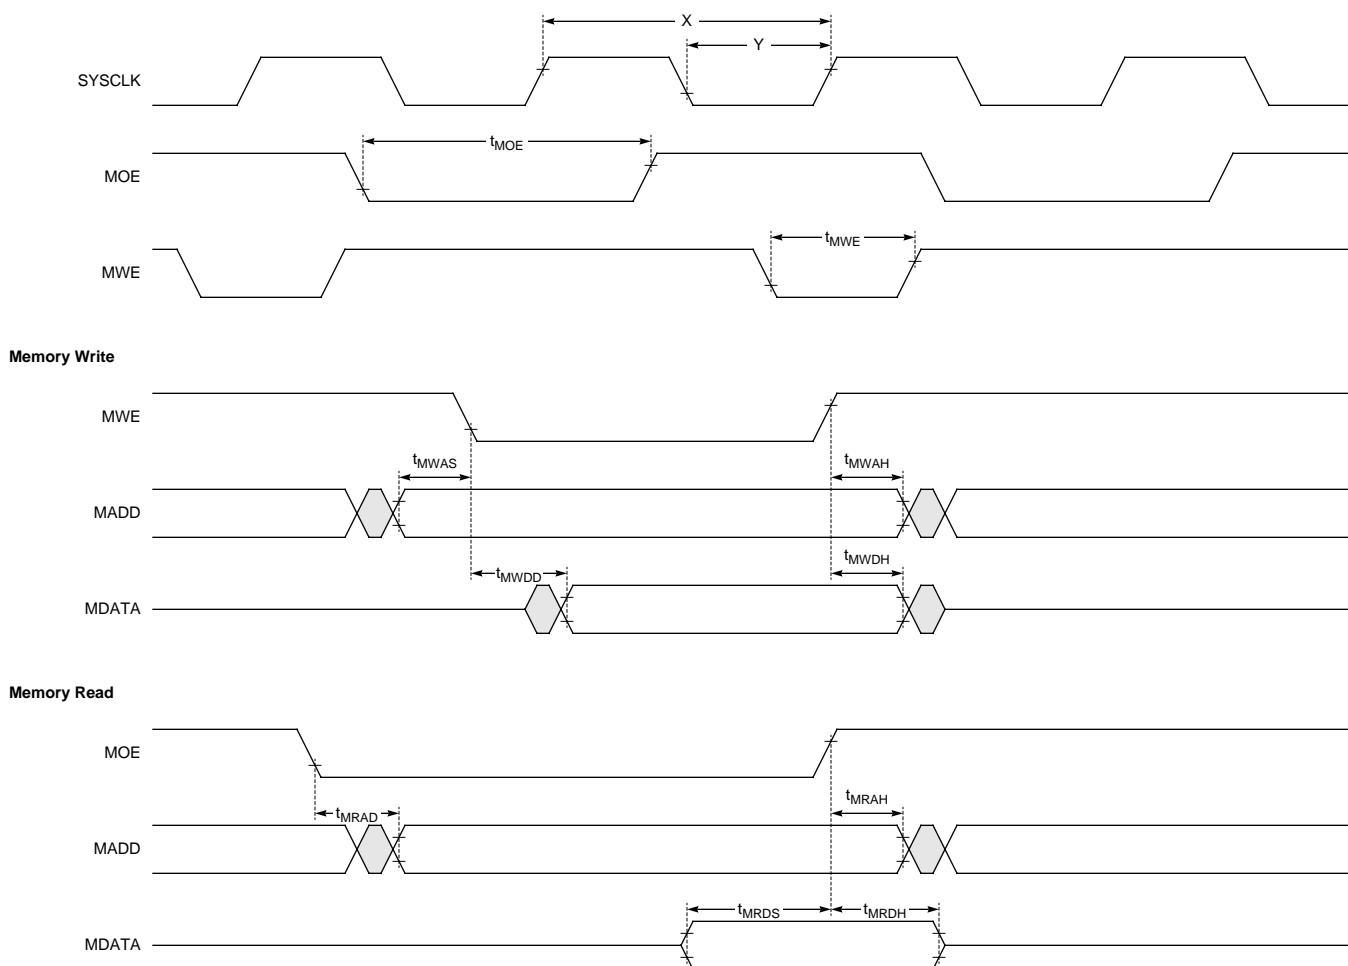 X
Y
SYSCLK
tMOE
MOE
tMWE
MWE
Memory Write
MWE
tMWAS
tMWAH
MADD
tMWDD
tMWDH
MDATA
Memory Read
MOE
tMRAD
tMRAH
MADD
tMRDS
tMRDH
MDATA